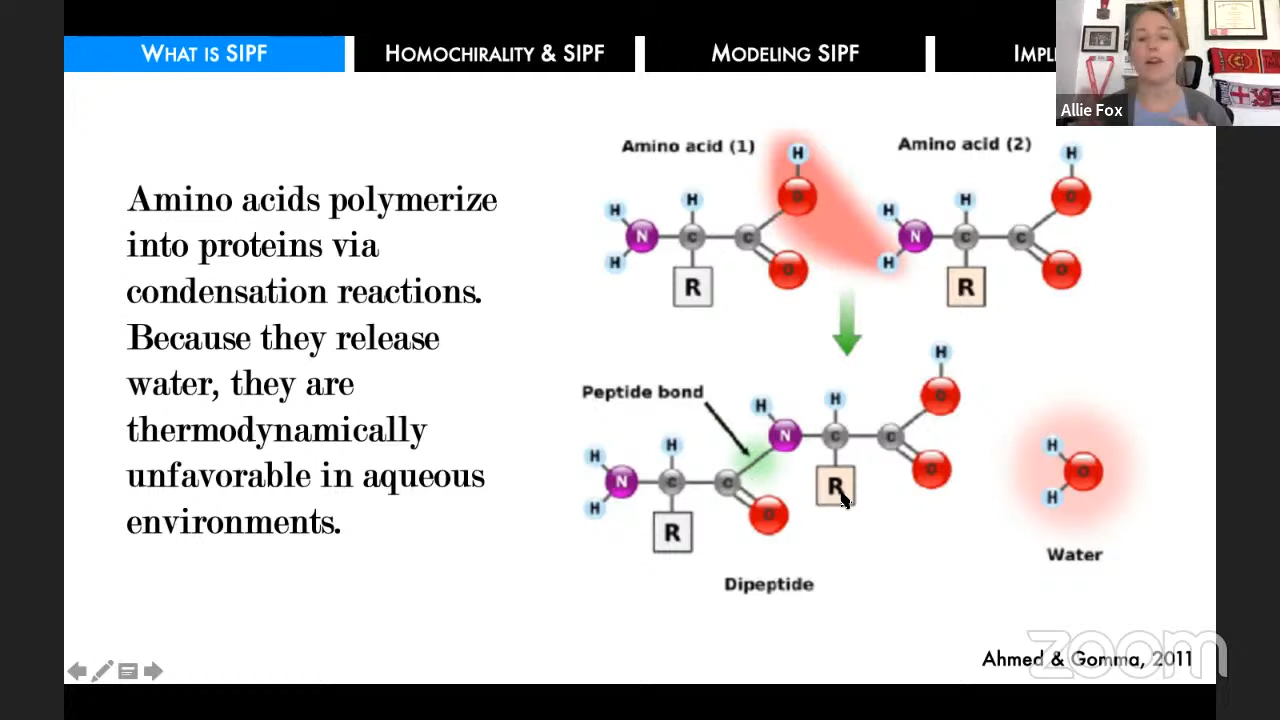 WHAT IS SIPF
HOMOCHIRALITY & SIPF
MODELING SIPF
IMPL
Allie Fox
Amino acids polymerize
into proteins via
condensation reactions.
Because they release
water, they are
thermodynamically
unfavorable in aqueous
environments.
Amino acid (1)
Amino acid (2)
H
H
H
O
H
H
O
N
C
C
N
C
C
H
O
H
O
R
R
Peptide bond
H
H
H
O
H
N
C
C
H
H
O
H
O
N
C
C
R
H
H
O
R
Water
Dipeptide
Ahmed & Gomma, 2011
zoom